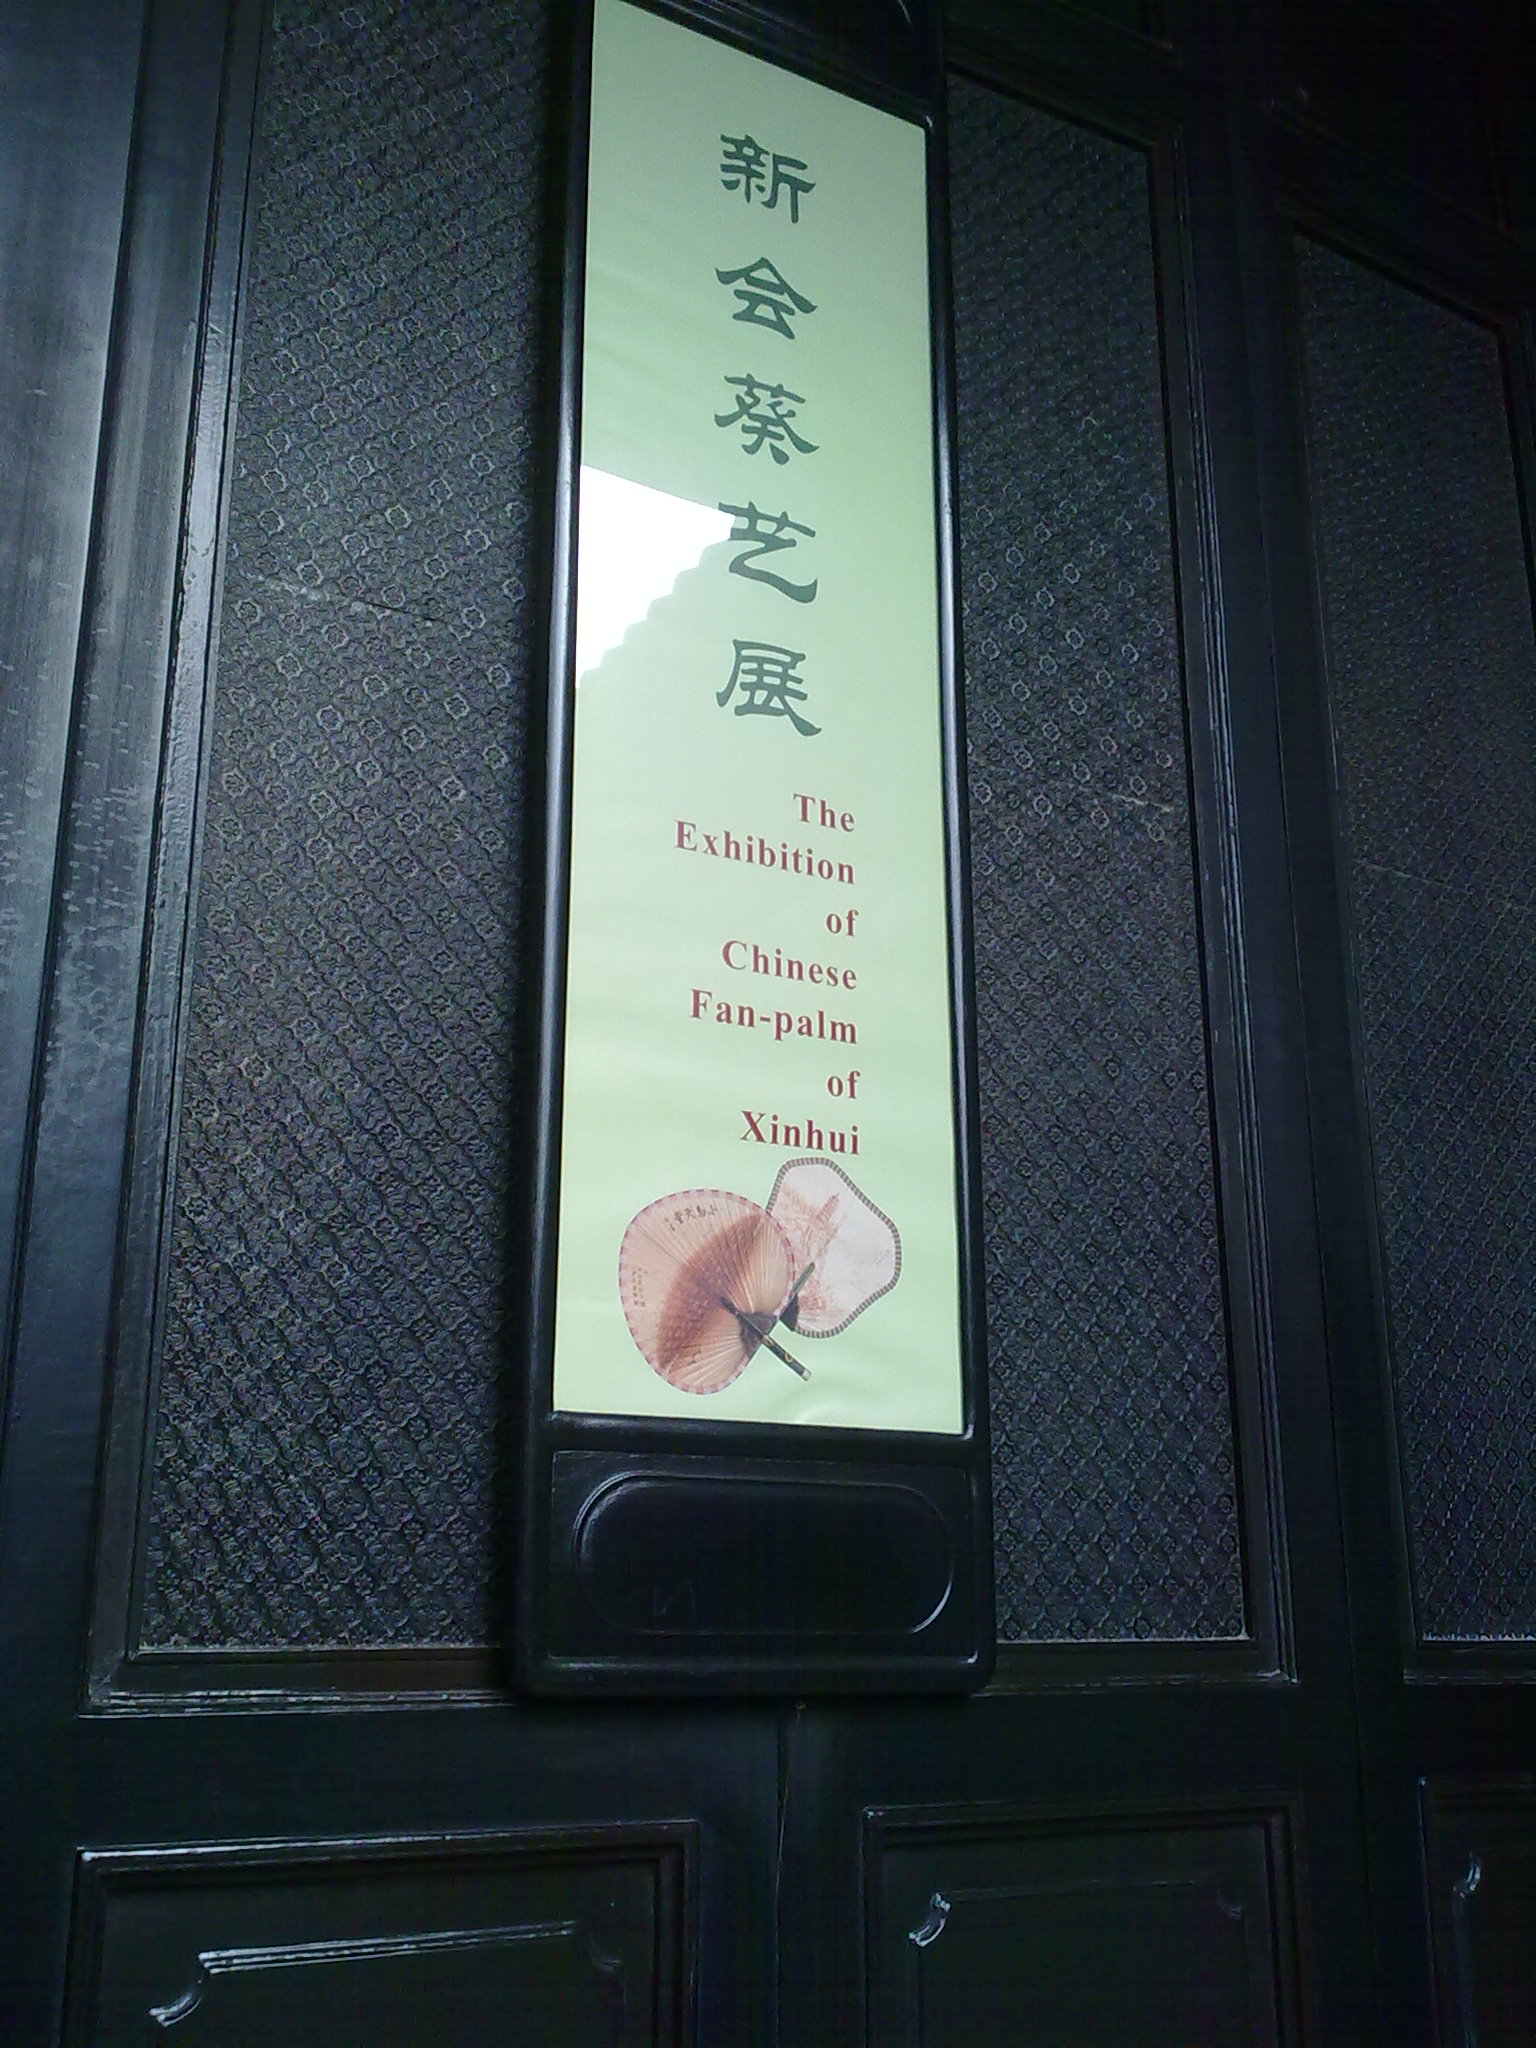 新会葵艺展
The
Exhibition
of
Chinese
Fan-palm
of
Xinhui